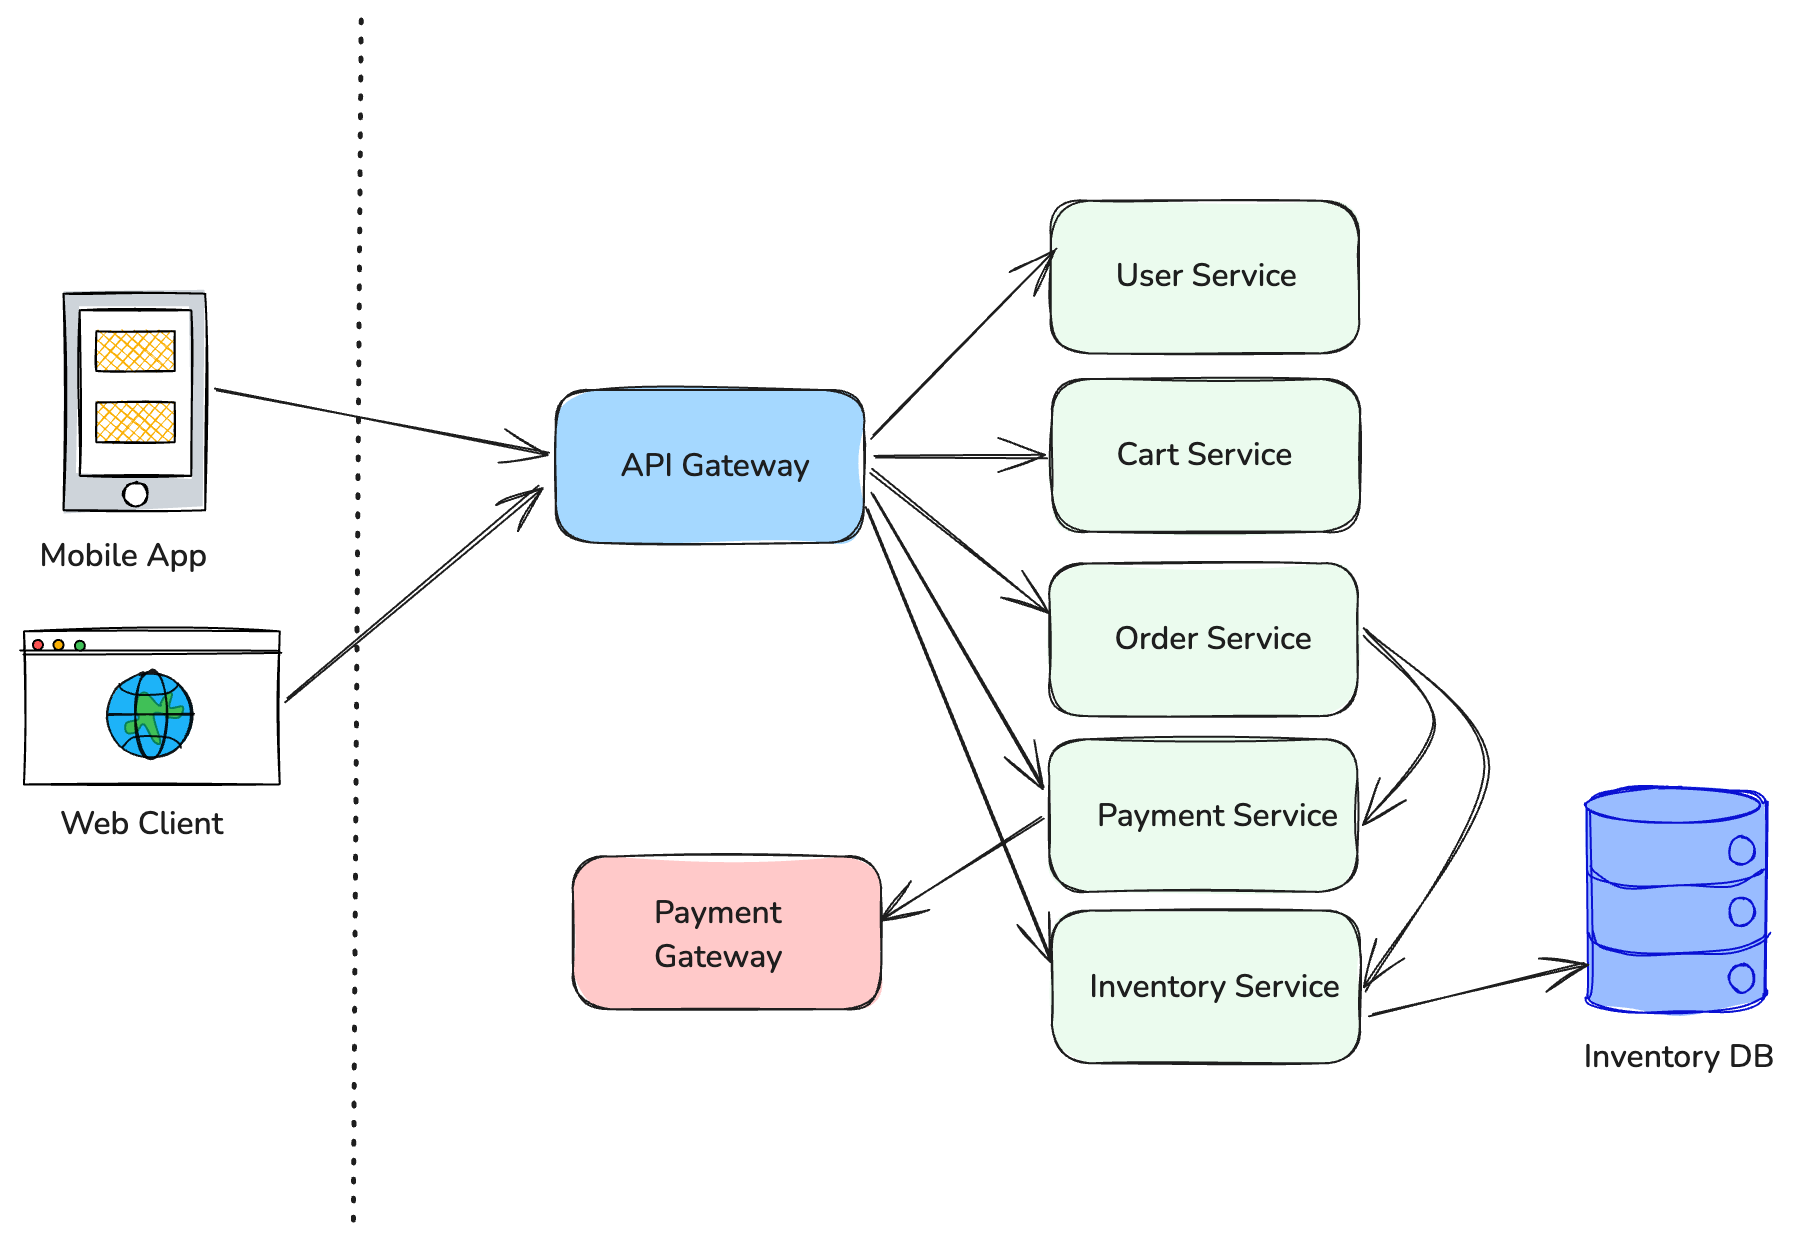 Mobile App
Web Client
API Gateway
User Service
Cart Service
Order Service
Payment Service
Payment
Gateway
Inventory Service
Inventory DB